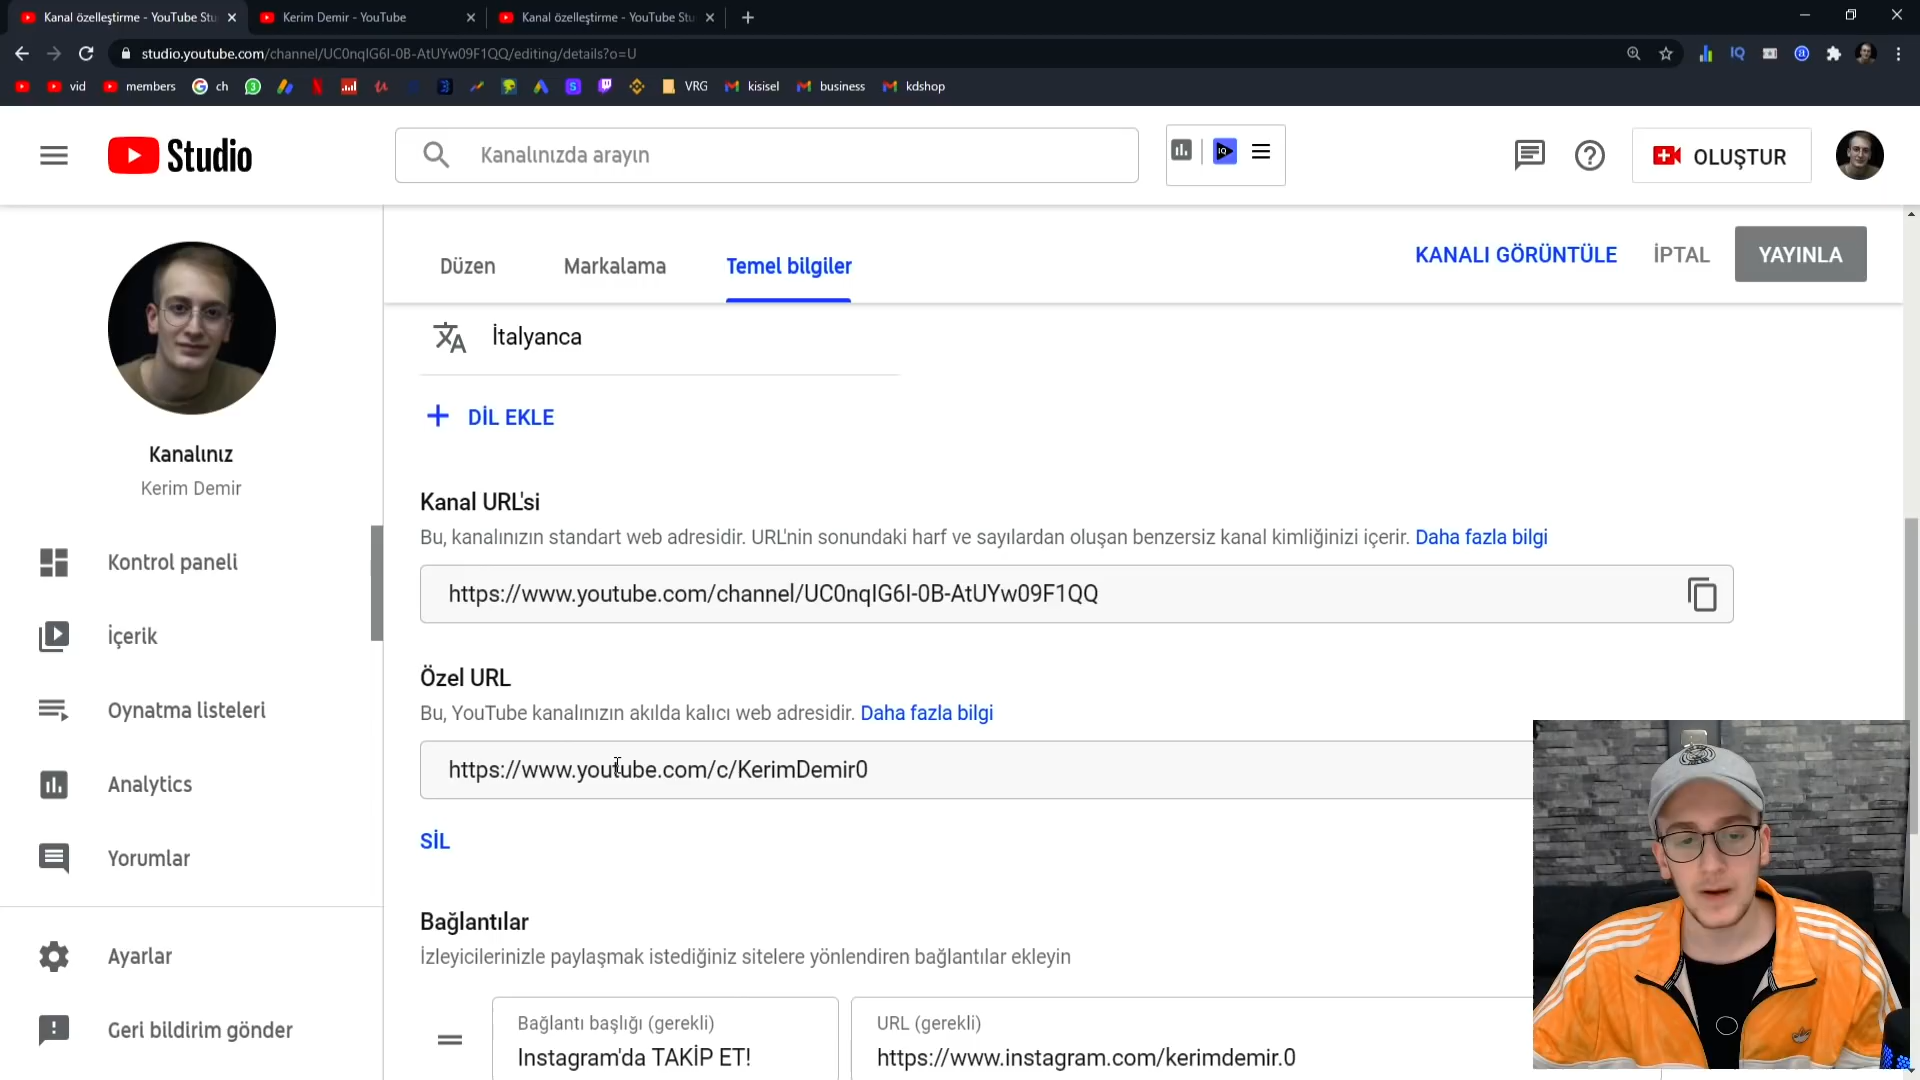 Kanal özelleştirme - YouTube Stu
Kerim Demir - YouTube
Kanal özelleştirme - YouTube Stu
studio.youtube.com/channel/UC0nqIG6I-0B-AtUYw09F1QQ/editing/details?o=U
vid
members
ch
VRG
kisisel
business
kdshop
Studio
Kanalınızda arayın
IQ
OLUŞTUR
Düzen
Markalama
Temel bilgiler
KANALI GÖRÜNTÜLE
İPTAL
YAYINLA
İtalyanca
DİL EKLE
Kanalınız
Kerim Demir
Kontrol paneli
İçerik
Oynatma listeleri
Analytics
Yorumlar
Ayarlar
Geri bildirim gönder
Kanal URL'si
Bu, kanalınızın standart web adresidir. URL'nin sonundaki harf ve sayılardan oluşan benzersiz kanal kimliğinizi içerir. Daha fazla bilgi
https://www.youtube.com/channel/UC0nqIG6I-0B-AtUYw09F1QQ
Özel URL
Bu, YouTube kanalınızın akılda kalıcı web adresidir. Daha fazla bilgi
https://www.youtube.com/c/KerimDemir0
SİL
Bağlantılar
İzleyicilerinizle paylaşmak istediğiniz sitelere yönlendiren bağlantılar ekleyin
Bağlantı başlığı (gerekli)
Instagram'da TAKİP ET!
URL (gerekli)
https://www.instagram.com/kerimdemir.0